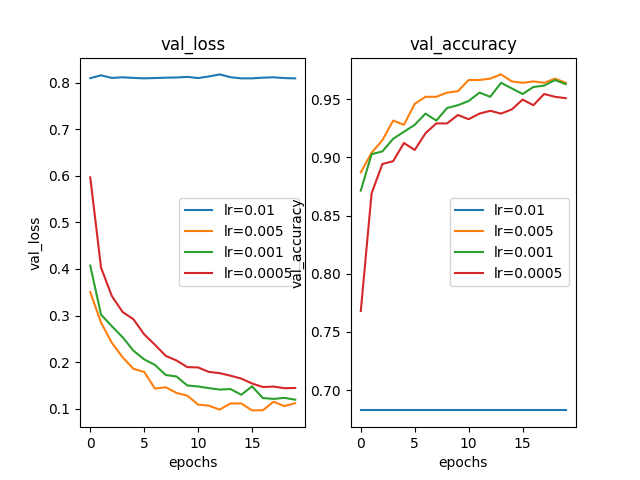 val_loss
val_loss
0.8
0.7
0.6
0.5
0.4
0.3
0.2
0.1
lr=0.01
lr=0.005
lr=0.001
lr=0.0005
0 5 10 15
epochs
val_accuracy
val_accuracy
0.95
0.90
0.85
0.80
0.75
0.70
lr=0.01
lr=0.005
lr=0.001
lr=0.0005
0 5 10 15
epochs